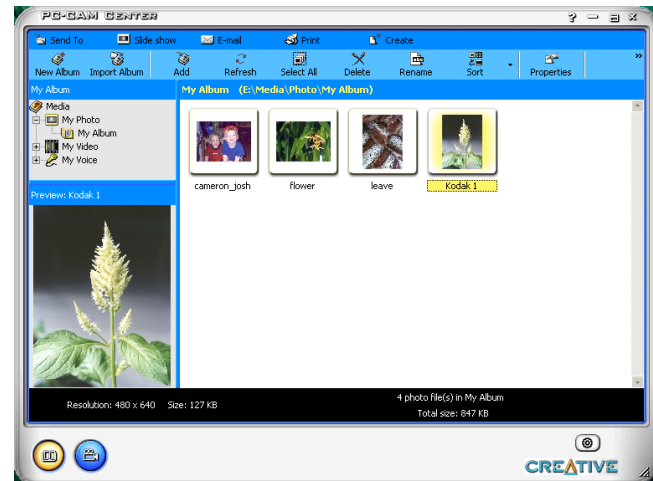 PC-CAM CENTER
Send To Slide show E-mail Print Create
New Album Import Album Add Refresh Select All Delete Rename Sort Properties »
My Album
My Album (E:\Media\Photo\My Album)
Media
My Photo
My Album
My Video
My Voice
cameron_josh flower leave Kodak 1
Preview: Kodak 1
Resolution: 480 x 640 Size: 127 KB
4 photo file(s) in My Album
Total size: 847 KB
CREATIVE